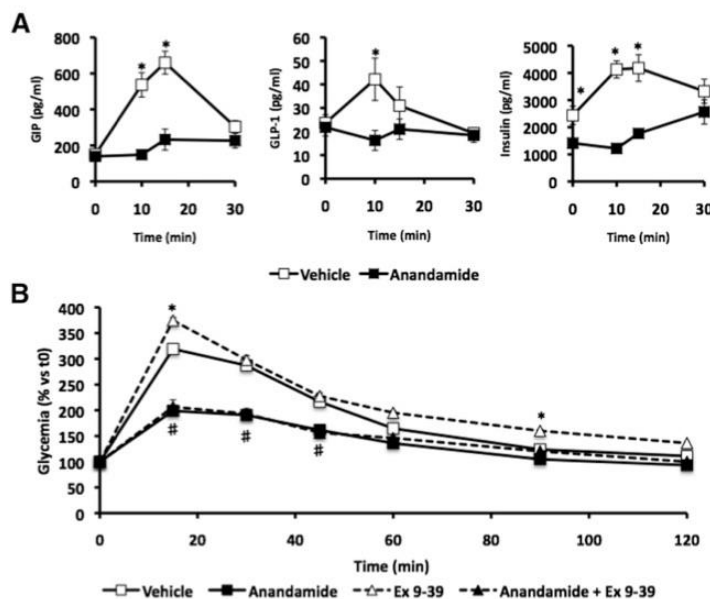 A
800
600
400
200
0
GIP (pg/ml)
* *
0 10 20 30
Time (min)
60
50
40
30
20
10
0
GLP-1 (pg/ml)
*
0 10 20 30
Time (min)
5000
4000
3000
2000
1000
0
Insulin (pg/ml)
* * *
0 10 20 30
Time (min)
Vehicle Anandamide
B
400
350
300
250
200
150
100
50
0
Glycemia (% vs t0)
* *
# # #
0 20 40 60 80 100 120
Time (min)
Vehicle Anandamide Ex 9-39 Anandamide + Ex 9-39